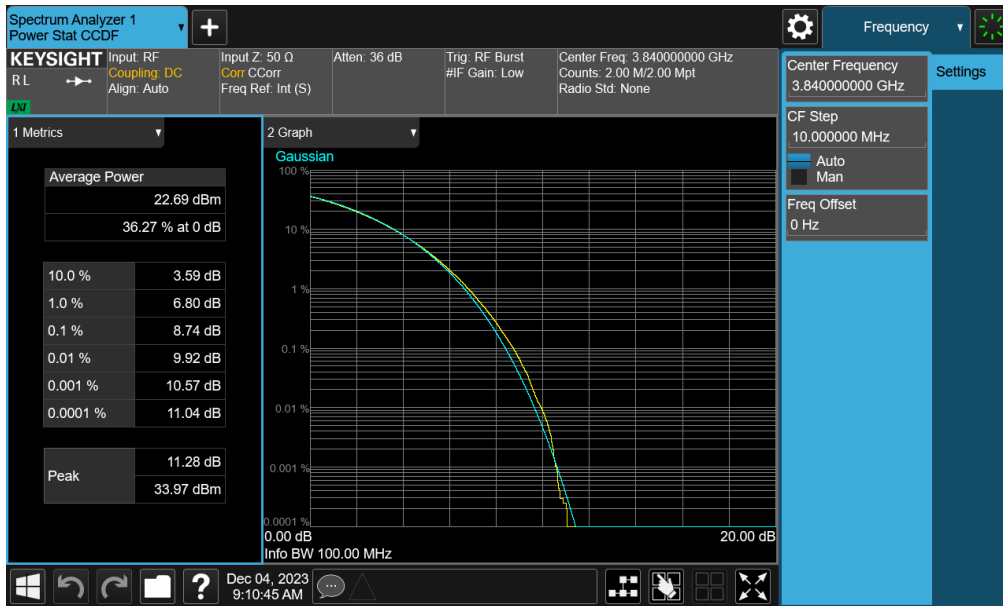 Spectrum Analyzer 1
Power Stat CCDF
Frequency
KEYSIGHT
R L
LXI
Input: RF
Coupling: DC
Align: Auto
Input Z: 50 Ω
Corr CCorr
Freq Ref: Int (S)
Atten: 36 dB
Trig: RF Burst
#IF Gain: Low
Center Freq: 3.840000000 GHz
Counts: 2.00 M/2.00 Mpt
Radio Std: None
Center Frequency
3.840000000 GHz
Settings
CF Step
10.000000 MHz
Auto
Man
Freq Offset
0 Hz
1 Metrics
Average Power
22.69 dBm
36.27 % at 0 dB
10.0 % 3.59 dB
1.0 % 6.80 dB
0.1 % 8.74 dB
0.01 % 9.92 dB
0.001 % 10.57 dB
0.0001 % 11.04 dB
Peak
11.28 dB
33.97 dBm
2 Graph
Gaussian
100 %
10 %
1 %
0.1 %
0.01 %
0.001 %
0.0001 %
0.00 dB 20.00 dB
Info BW 100.00 MHz
?
Dec 04, 2023
9:10:45 AM